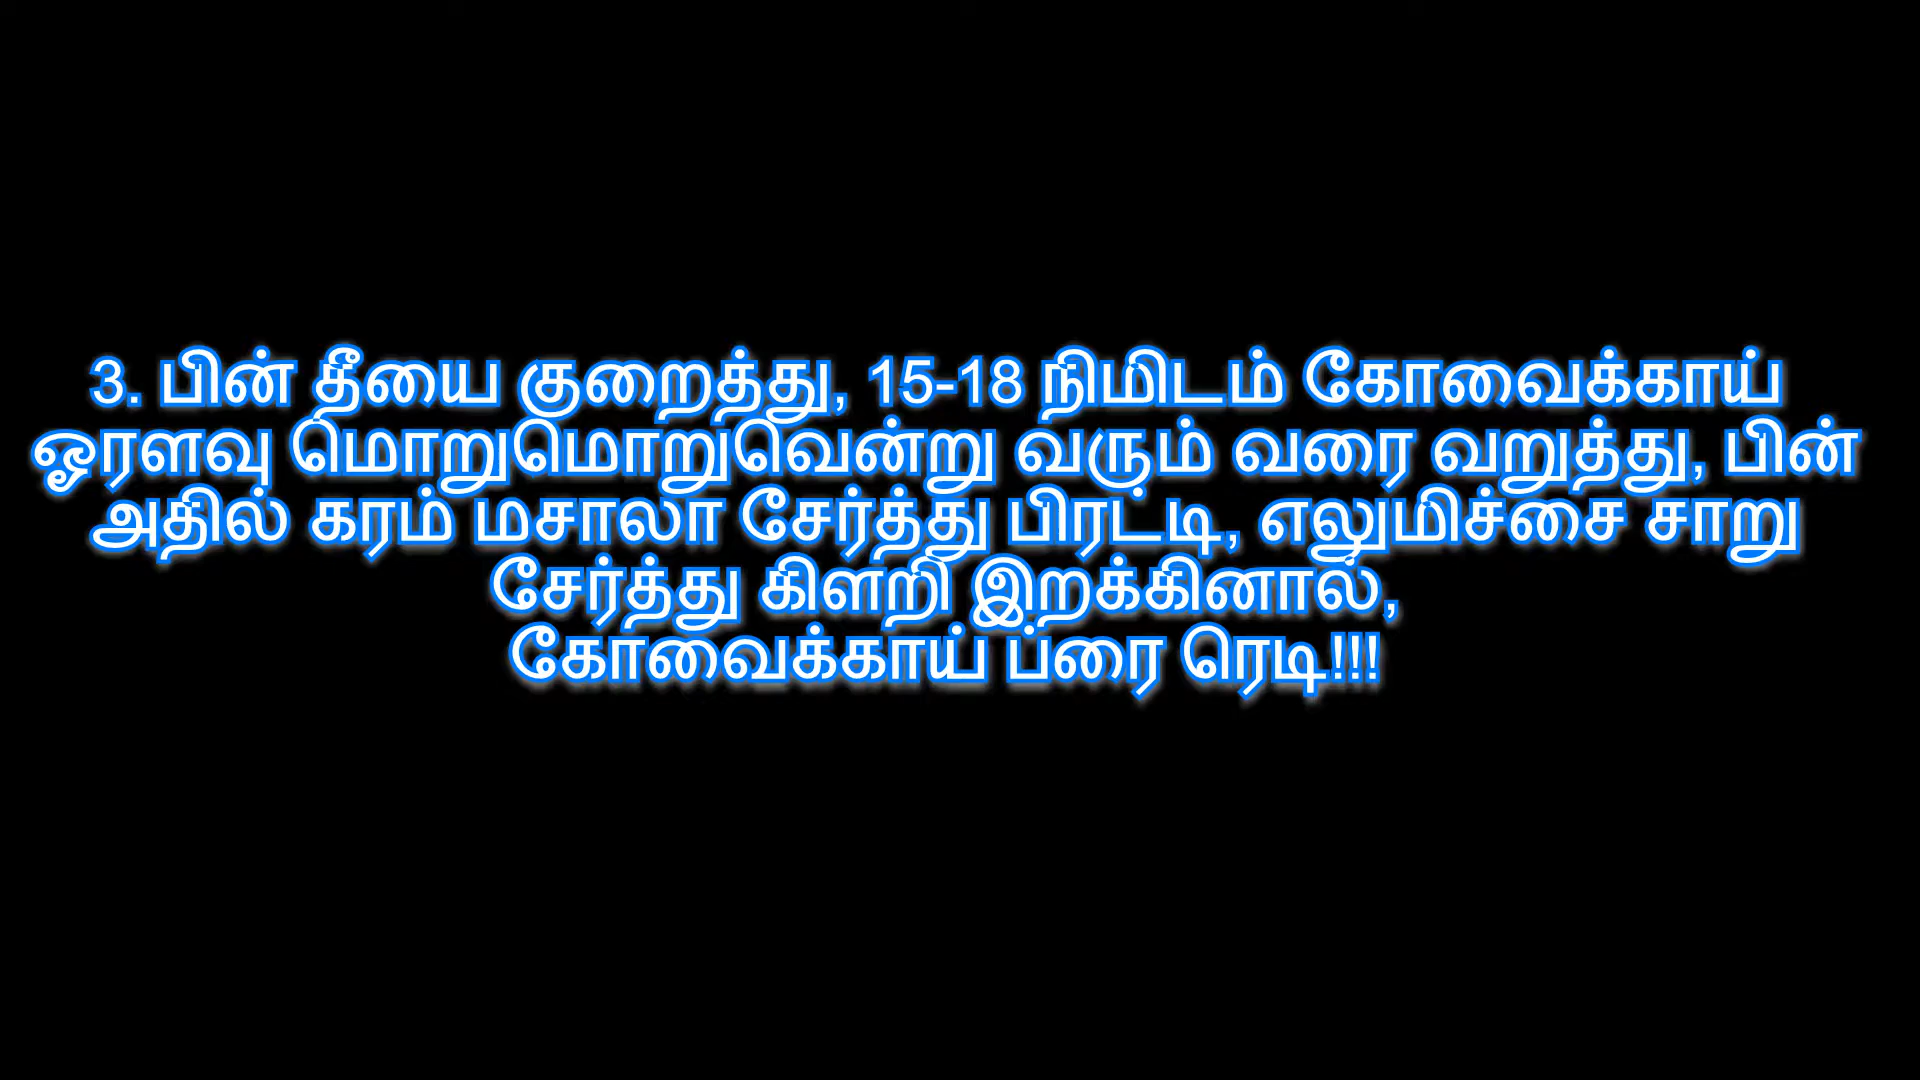 3. பின் தீயை குறைத்து, 15-18 நிமிடம் கோவைக்காய்
ஓரளவு மொறுமொறுவென்று வரும் வரை வறுத்து, பின்
அதில் கரம் மசாலா சேர்த்து பிரட்டி, எலுமிச்சை சாறு
சேர்த்து கிளறி இறக்கினால்,
கோவைக்காய் ப்ரை ரெடி!!!